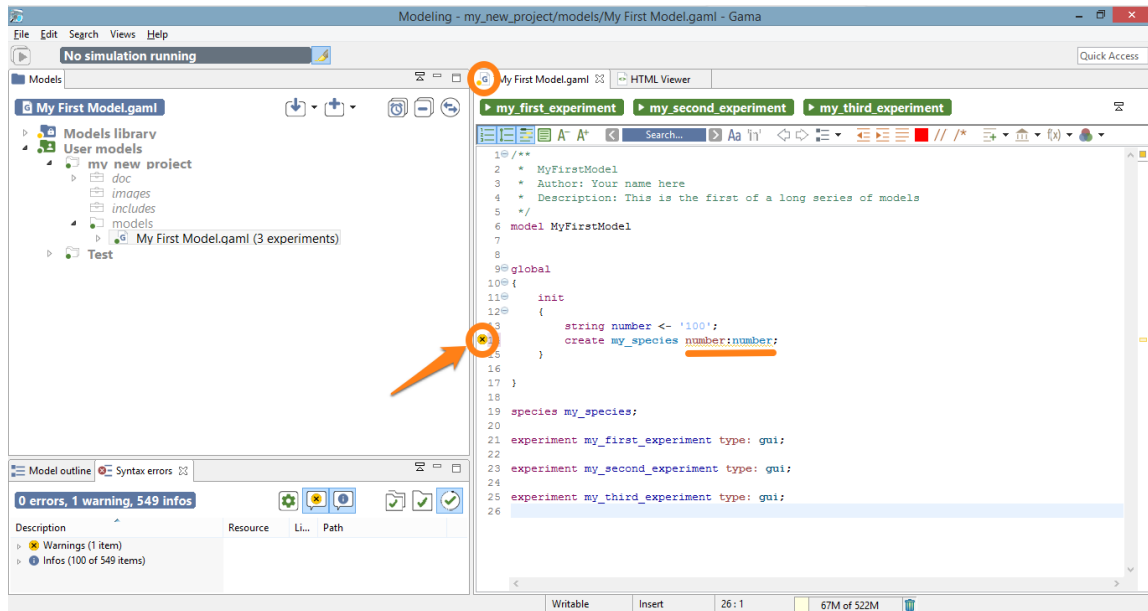 Modeling - my_new_project/models/My First Model.gaml - Gama
File Edit Search Views Help
No simulation running
Quick Access
Models
My First Model.gaml
Models library
User models
my_new_project
doc
images
includes
models
My First Model.gaml (3 experiments)
Test
My First Model.gaml
HTML Viewer
my_first_experiment
my_second_experiment
my_third_experiment
A⁻ A⁺ Search... Aa 'in' // /* f(x)
1 /**
2 * MyFirstModel
3 * Author: Your name here
4 * Description: This is the first of a long series of models
5 */
6 model MyFirstModel
7
8
9 global
10 {
11 init
12 {
13 string number <- '100';
create my_species number:number;
15 }
16
17 }
18
19 species my_species;
20
21 experiment my_first_experiment type: gui;
22
23 experiment my_second_experiment type: gui;
24
25 experiment my_third_experiment type: gui;
26
Model outline
Syntax errors
0 errors, 1 warning, 549 infos
Description Resource Li... Path
Warnings (1 item)
Infos (100 of 549 items)
Writable Insert 26 : 1 67M of 522M